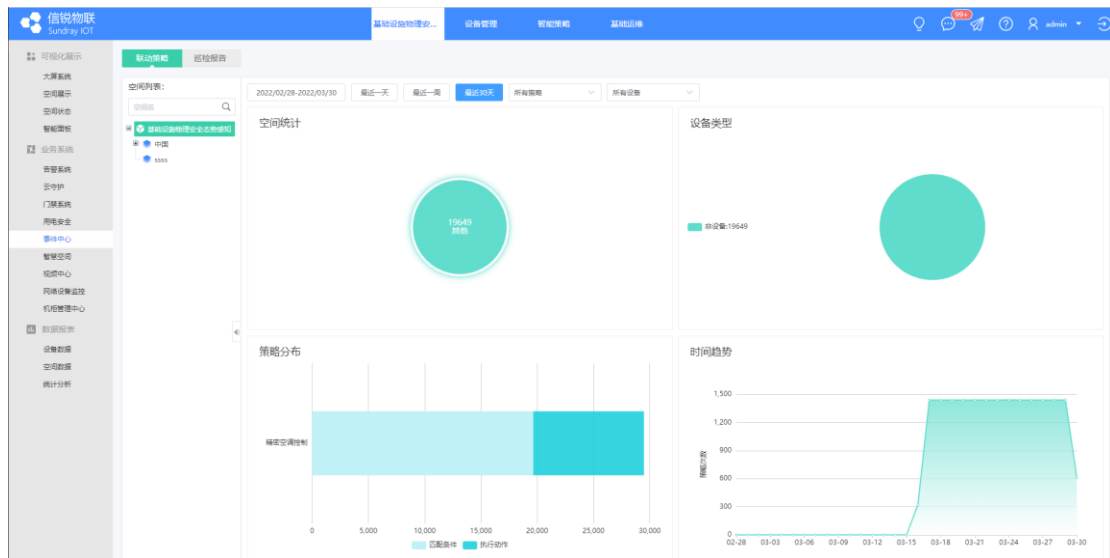 信锐物联
Sundray IOT
基础设施物理安...
设备管理
智能策略
基础运维
99+
admin
可视化展示
大屏系统
空间展示
空间状态
智能面板
业务系统
告警系统
云守护
门禁系统
用电安全
事件中心
智慧空间
视频中心
网络设备监控
机柜管理中心
数据报表
设备数据
空间数据
统计分析
联动策略
巡检报告
空间列表：
空间名
基础设施物理安全态势感知
中国
ssss
2022/02/28-2022/03/30
最近一天
最近一周
最近30天
所有策略
所有设备
空间统计
19649
其他
设备类型
非设备:19649
策略分布
精密空调控制
0
5,000
10,000
15,000
20,000
25,000
30,000
匹配条件
执行动作
时间趋势
策略次数
1,500
1,200
900
600
300
0
02-28
03-03
03-06
03-09
03-12
03-15
03-18
03-21
03-24
03-27
03-30